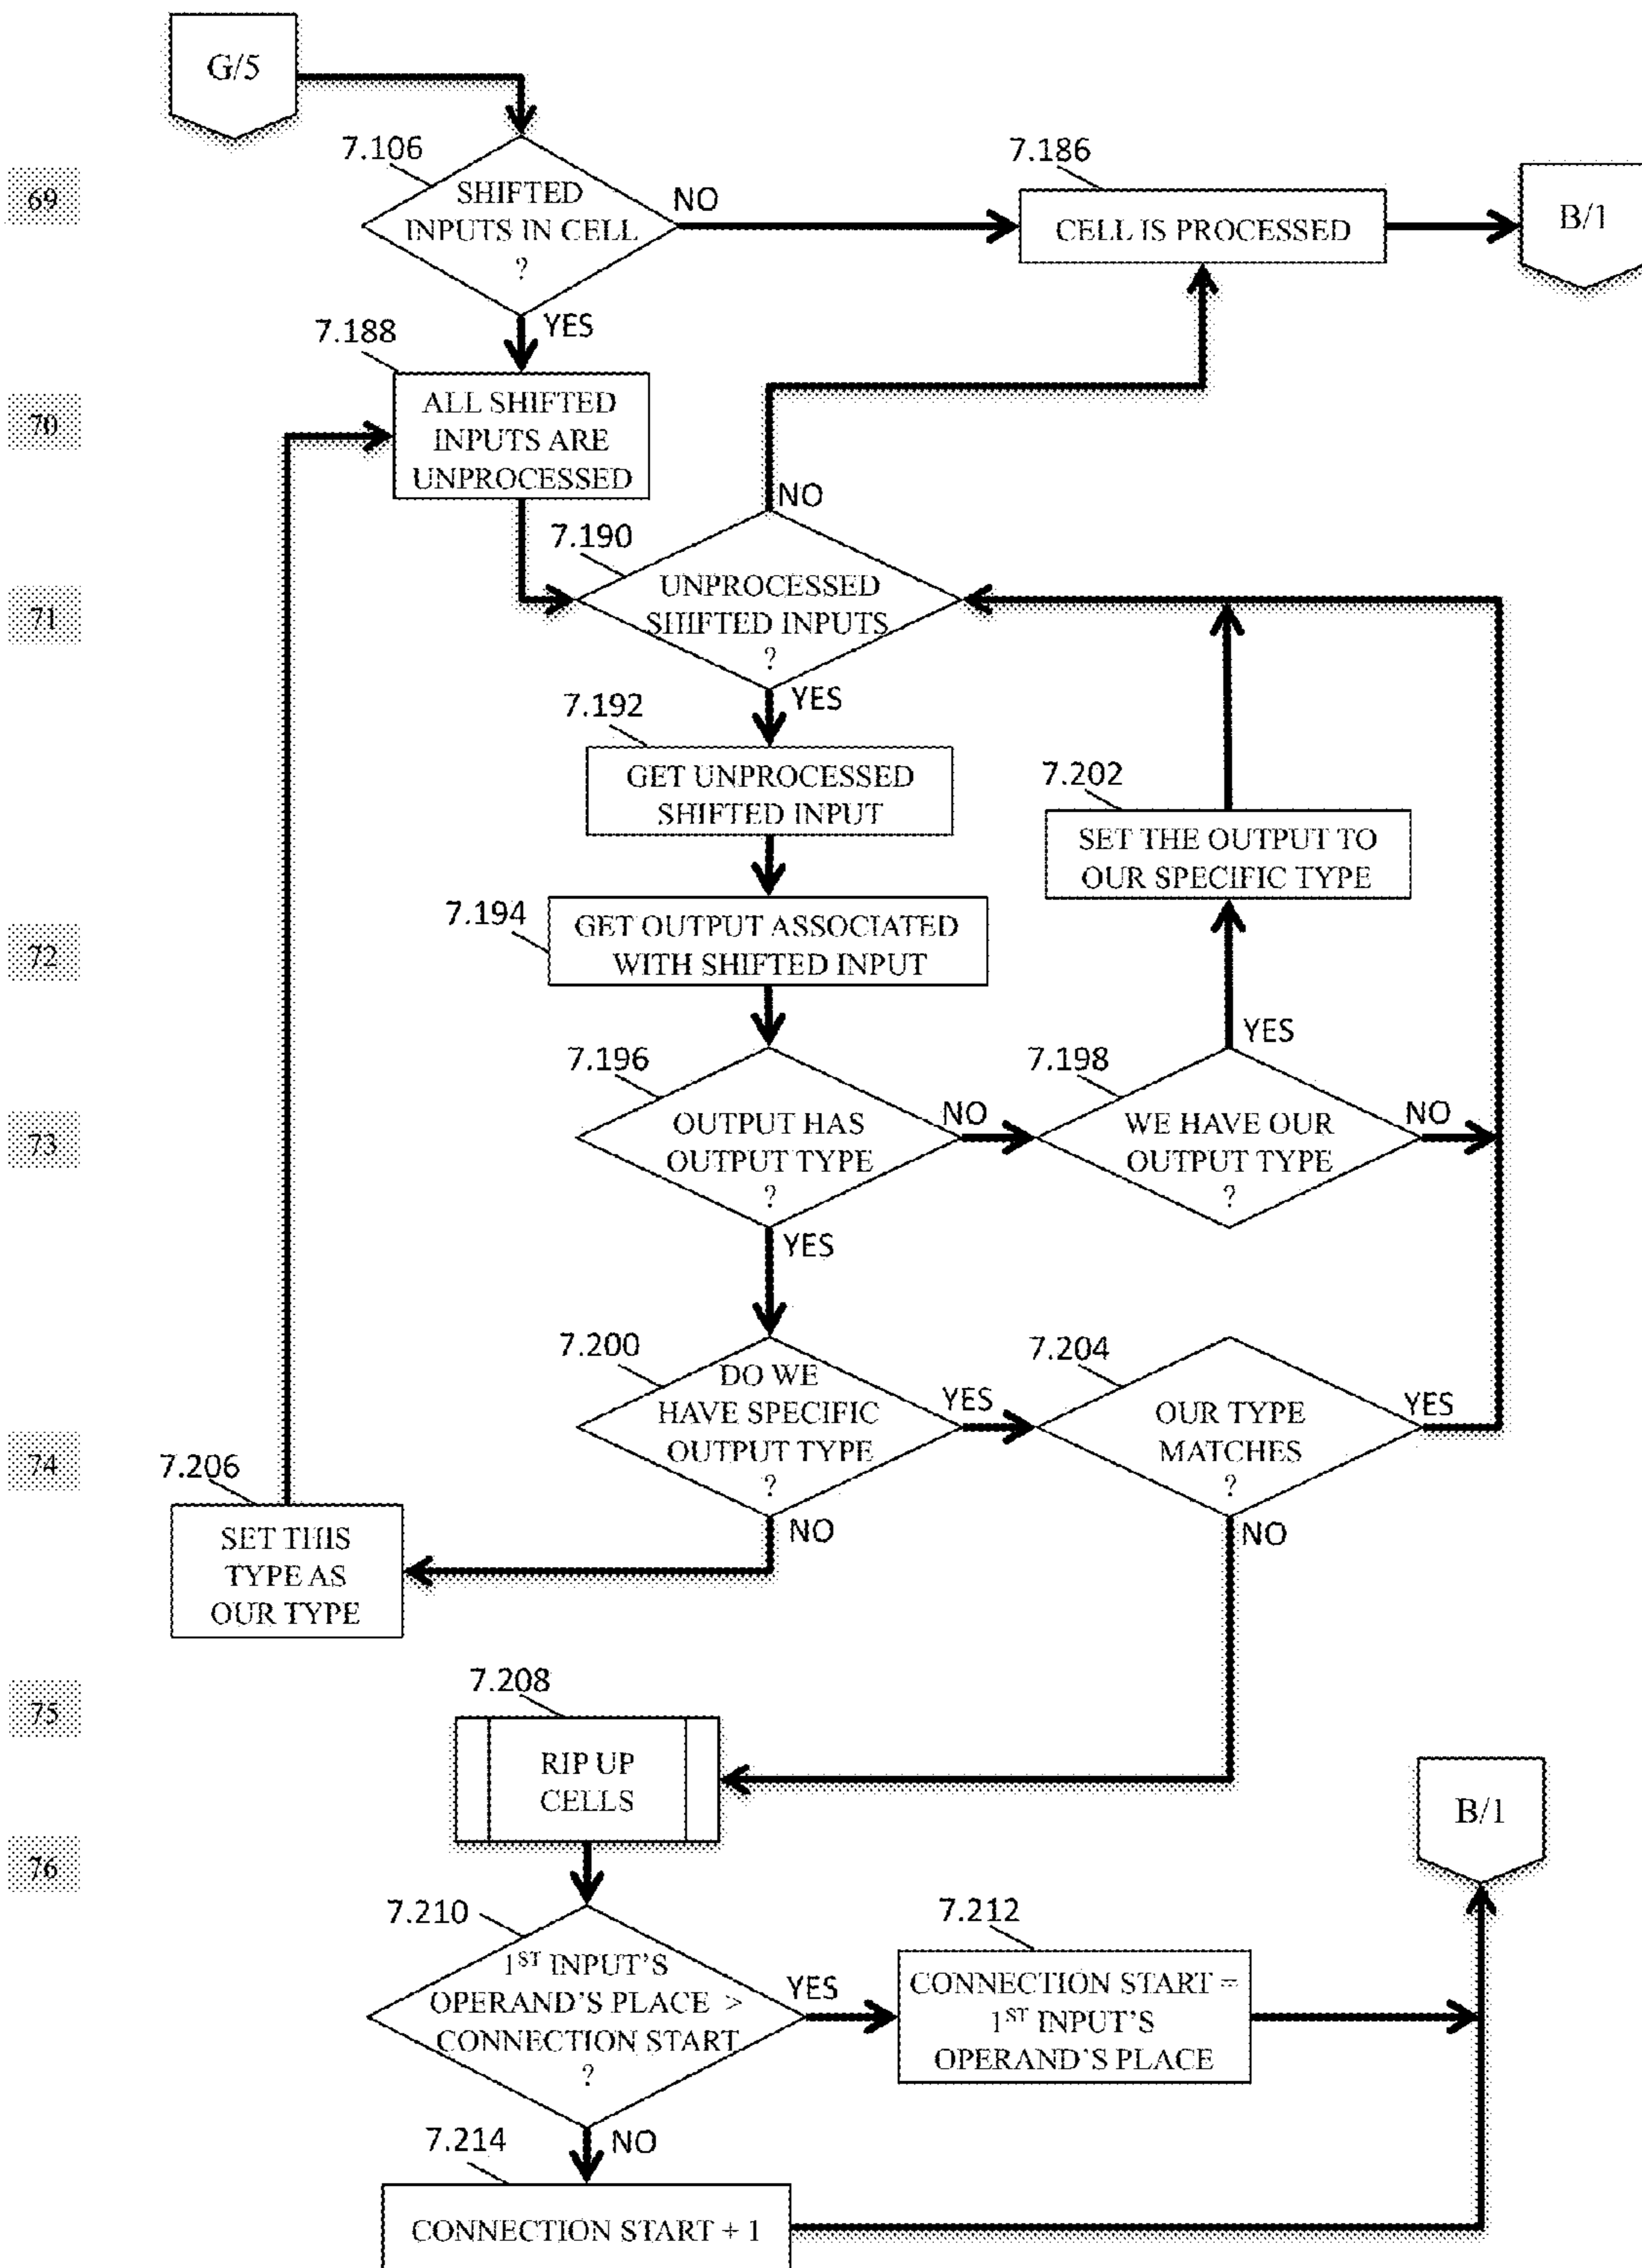 G/5
7.106
SHIFTED
INPUTS IN CELL
?
NO
YES
7.186
CELL IS PROCESSED
B/1
69
7.188
ALL SHIFTED
INPUTS ARE
UNPROCESSED
70
NO
7.190
UNPROCESSED
SHIFTED INPUTS
?
YES
71
7.192
GET UNPROCESSED
SHIFTED INPUT
7.202
SET THE OUTPUT TO
OUR SPECIFIC TYPE
7.194
GET OUTPUT ASSOCIATED
WITH SHIFTED INPUT
72
7.196
OUTPUT HAS
OUTPUT TYPE
?
NO
YES
7.198
WE HAVE OUR
OUTPUT TYPE
?
YES
NO
73
7.200
DO WE
HAVE SPECIFIC
OUTPUT TYPE
?
YES
NO
7.204
OUR TYPE
MATCHES
?
YES
NO
74
7.206
SET THIS
TYPE AS
OUR TYPE
75
7.208
RIP UP
CELLS
B/1
76
7.210
1ST INPUT'S
OPERAND'S PLACE >
CONNECTION START
?
YES
NO
7.212
CONNECTION START =
1ST INPUT'S
OPERAND'S PLACE
7.214
CONNECTION START + 1